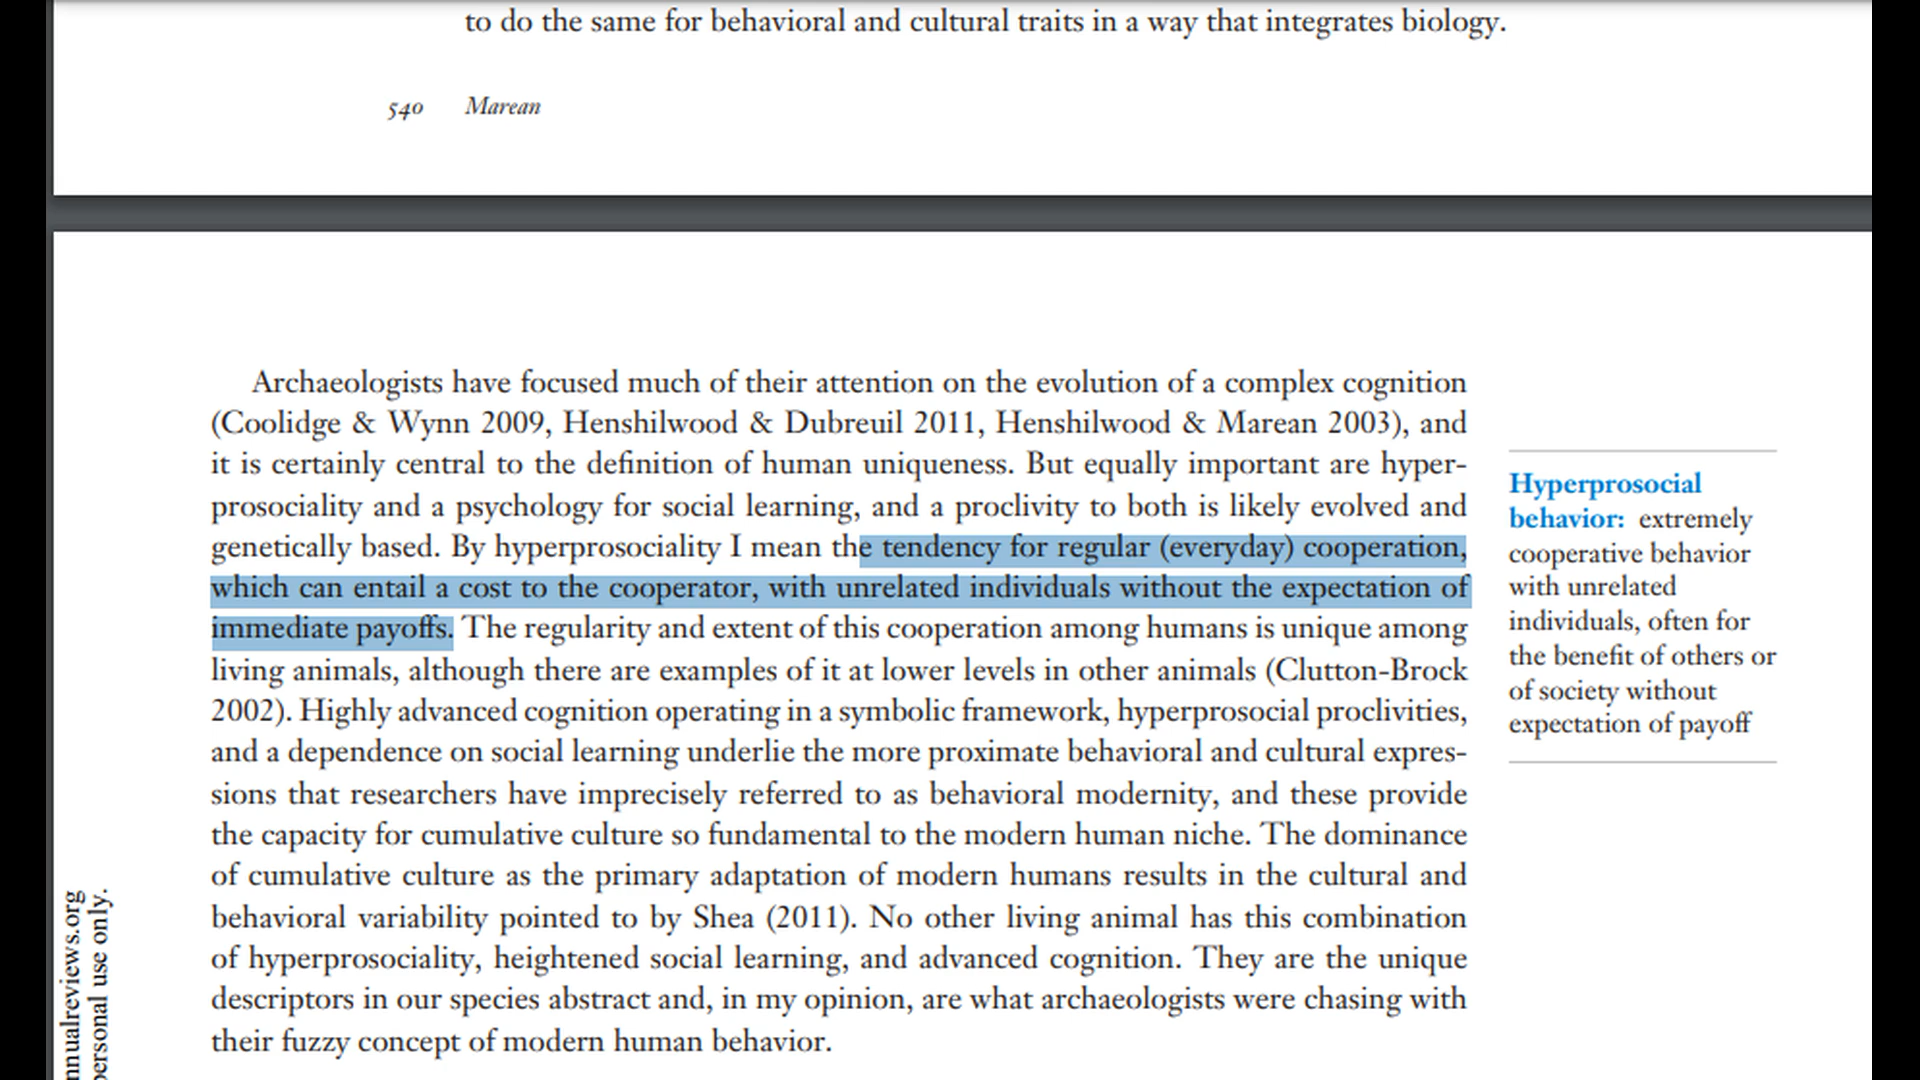 to do the same for behavioral and cultural traits in a way that integrates biology.
540 Marean
Archaeologists have focused much of their attention on the evolution of a complex cognition
(Coolidge & Wynn 2009, Henshilwood & Dubreuil 2011, Henshilwood & Marean 2003), and
it is certainly central to the definition of human uniqueness. But equally important are hyper-
prosociality and a psychology for social learning, and a proclivity to both is likely evolved and
genetically based. By hyperprosociality I mean the tendency for regular (everyday) cooperation,
which can entail a cost to the cooperator, with unrelated individuals without the expectation of
immediate payoffs. The regularity and extent of this cooperation among humans is unique among
living animals, although there are examples of it at lower levels in other animals (Clutton-Brock
2002). Highly advanced cognition operating in a symbolic framework, hyperprosocial proclivities,
and a dependence on social learning underlie the more proximate behavioral and cultural expres-
sions that researchers have imprecisely referred to as behavioral modernity, and these provide
the capacity for cumulative culture so fundamental to the modern human niche. The dominance
of cumulative culture as the primary adaptation of modern humans results in the cultural and
behavioral variability pointed to by Shea (2011). No other living animal has this combination
of hyperprosociality, heightened social learning, and advanced cognition. They are the unique
descriptors in our species abstract and, in my opinion, are what archaeologists were chasing with
their fuzzy concept of modern human behavior.
Hyperprosocial
behavior: extremely
cooperative behavior
with unrelated
individuals, often for
the benefit of others or
of society without
expectation of payoff
nnualreviews.org
personal use only.